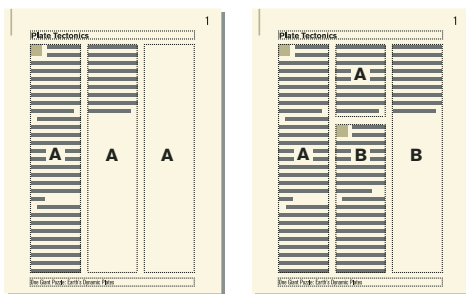 1
Plate Tectonics
A A A
One Giant Puzzle: Earth's Dynamic Plates
1
Plate Tectonics
A
A B B
One Giant Puzzle: Earth's Dynamic Plates